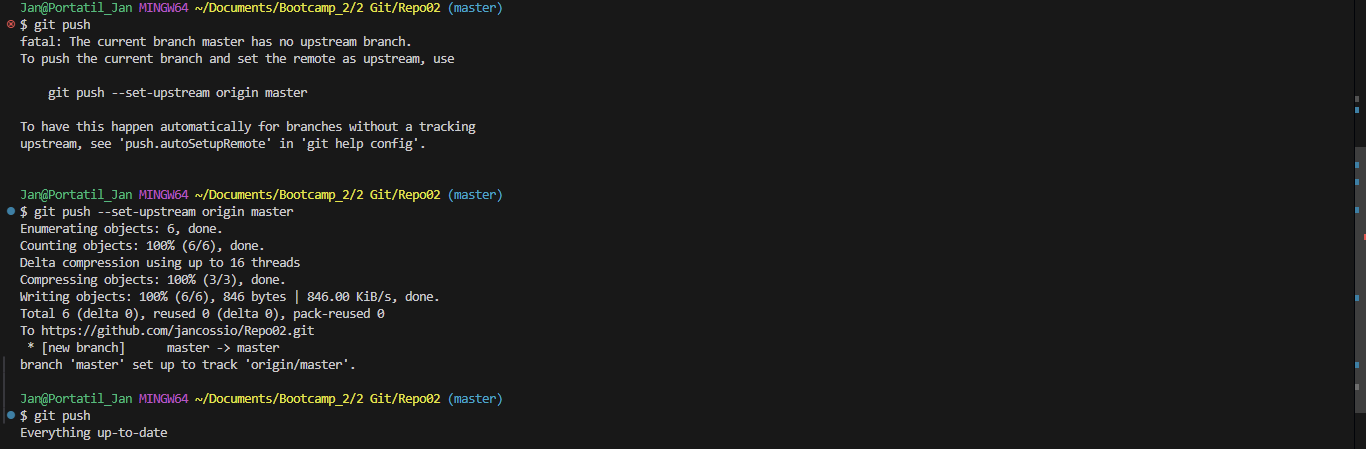 Jan@Portatil_Jan MINGW64 ~/Documents/Bootcamp_2/2 Git/Repo02 (master)
$ git push
fatal: The current branch master has no upstream branch.
To push the current branch and set the remote as upstream, use
git push --set-upstream origin master
To have this happen automatically for branches without a tracking
upstream, see 'push.autoSetupRemote' in 'git help config'.
Jan@Portatil_Jan MINGW64 ~/Documents/Bootcamp_2/2 Git/Repo02 (master)
$ git push --set-upstream origin master
Enumerating objects: 6, done.
Counting objects: 100% (6/6), done.
Delta compression using up to 16 threads
Compressing objects: 100% (3/3), done.
Writing objects: 100% (6/6), 846 bytes | 846.00 KiB/s, done.
Total 6 (delta 0), reused 0 (delta 0), pack-reused 0
To https://github.com/jancossio/Repo02.git
* [new branch]      master -> master
branch 'master' set up to track 'origin/master'.
Jan@Portatil_Jan MINGW64 ~/Documents/Bootcamp_2/2 Git/Repo02 (master)
$ git push
Everything up-to-date